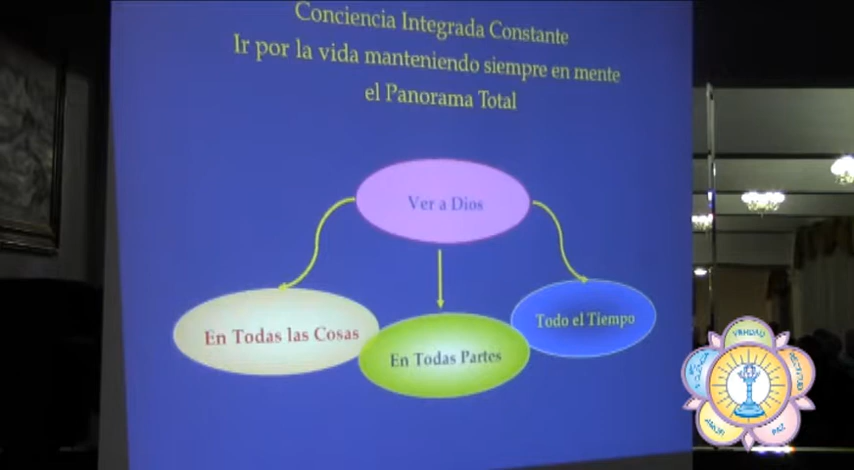 Conciencia Integrada Constante
Ir por la vida manteniendo siempre en mente
el Panorama Total
Ver a Dios
En Todas las Cosas
En Todas Partes
Todo el Tiempo
VERDAD
AMOR
PAZ